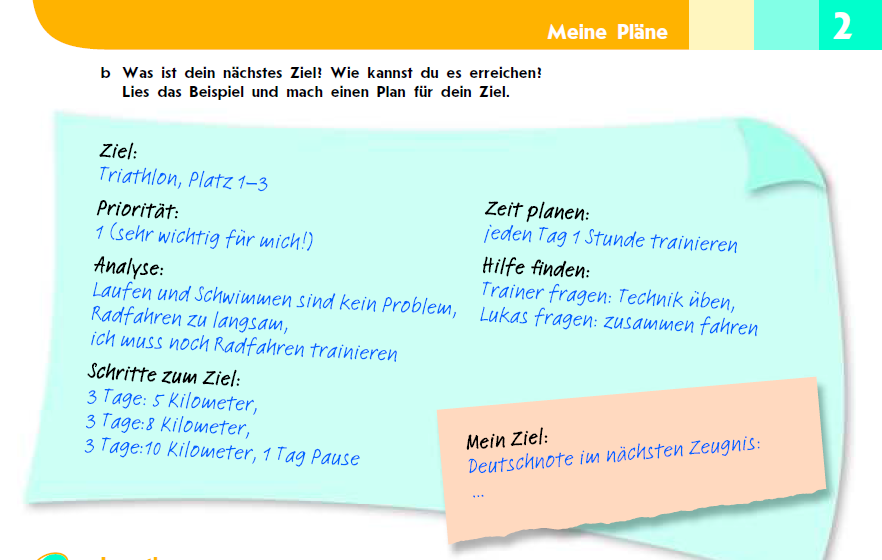 Meine Pläne 2
b Was ist dein nächstes Ziel? Wie kannst du es erreichen?
Lies das Beispiel und mach einen Plan für dein Ziel.
Ziel:
Triathlon, Platz 1–3
Priorität:
1 (sehr wichtig für mich!)
Analyse:
Laufen und Schwimmen sind kein Problem,
Radfahren zu langsam,
ich muss noch Radfahren trainieren
Schritte zum Ziel:
3 Tage: 5 Kilometer,
3 Tage:8 Kilometer,
3 Tage:10 Kilometer, 1 Tag Pause
Zeit planen:
jeden Tag 1 Stunde trainieren
Hilfe finden:
Trainer fragen: Technik üben,
Lukas fragen: zusammen fahren
Mein Ziel:
Deutschnote im nächsten Zeugnis:
...